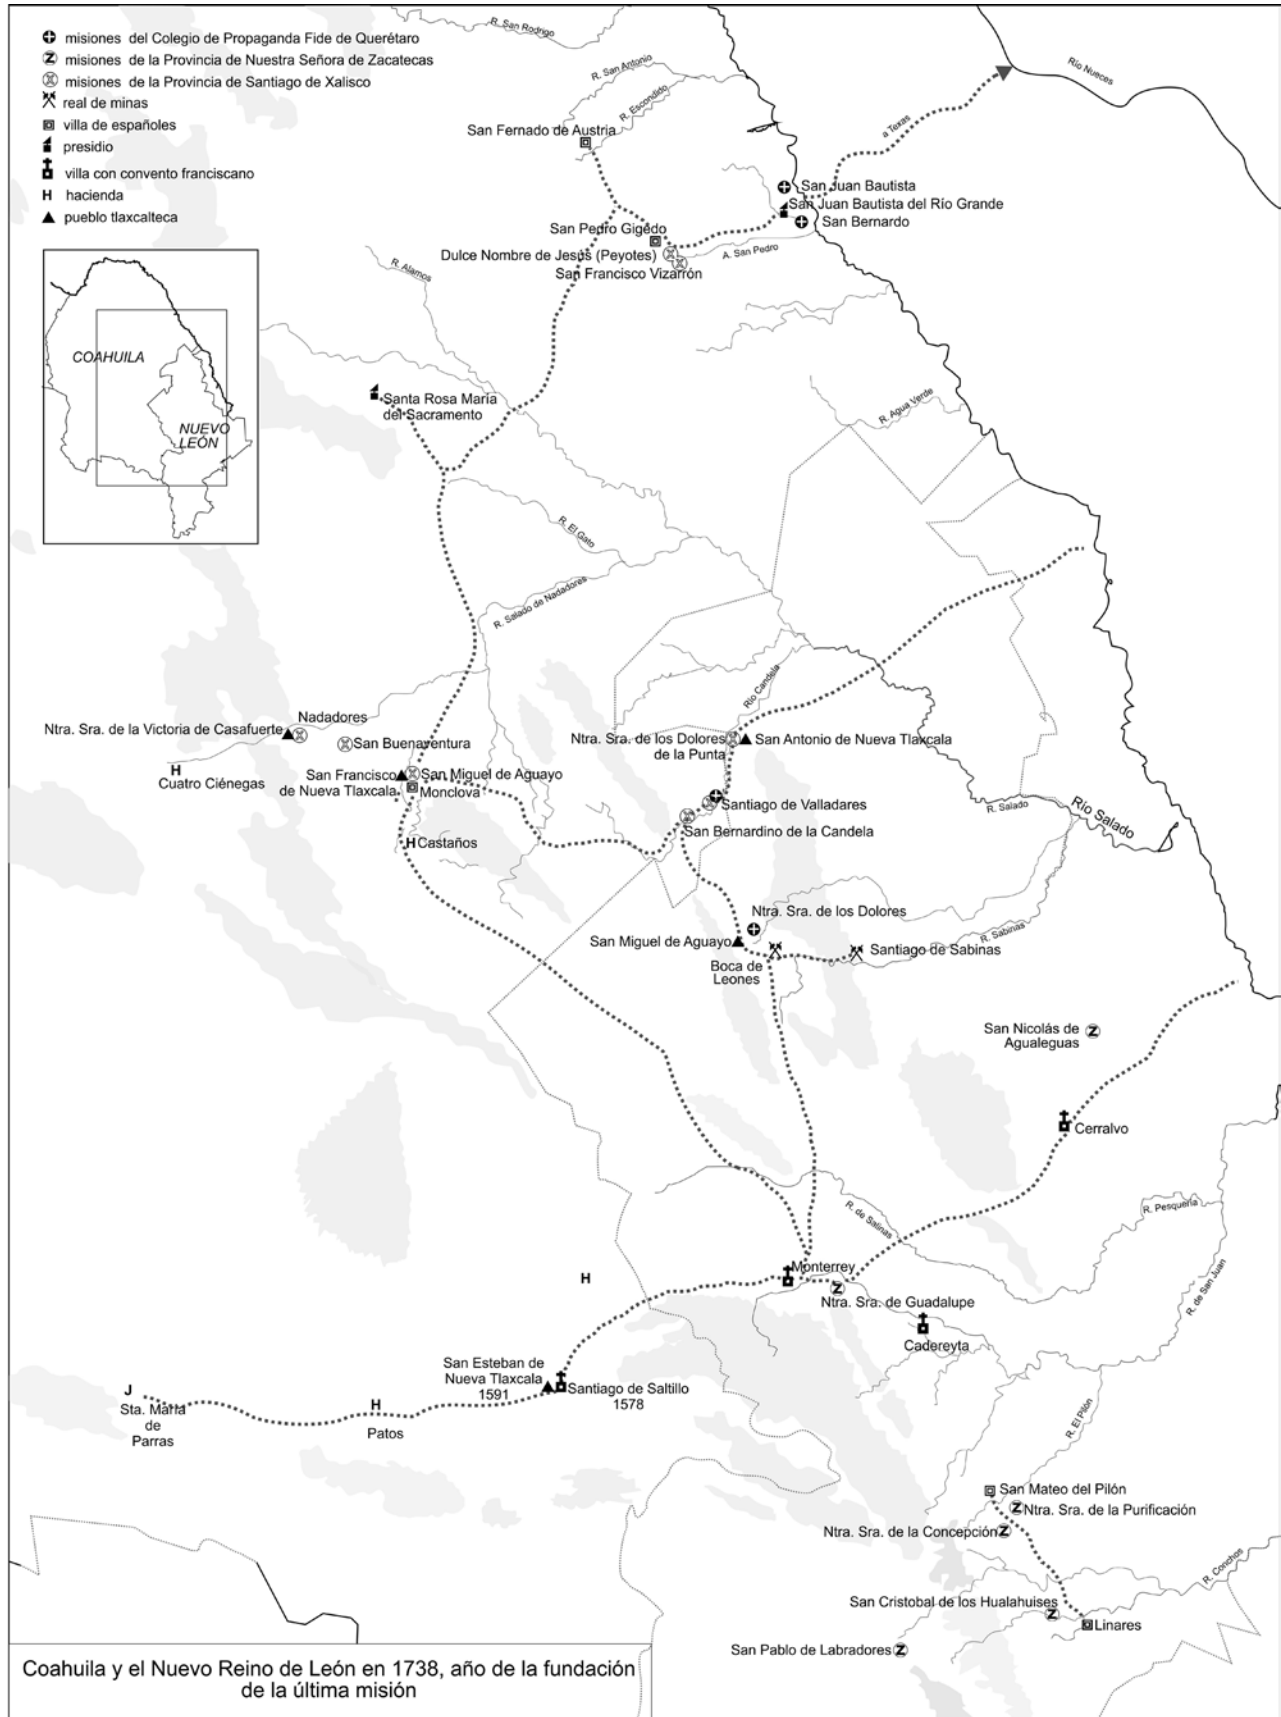 misiones del Colegio de Propaganda Fide de Querétaro
misiones de la Provincia de Nuestra Señora de Zacatecas
misiones de la Provincia de Santiago de Xalisco
real de minas
villa de españoles
presidio
villa con convento franciscano
H hacienda
pueblo tlaxcalteca
COAHUILA
NUEVO
LEÓN
R. San Rodrigo
R. San Antonio
R. Escondido
Río Nueces
a Texas
San Fernado de Austria
San Juan Bautista
San Juan Bautista del Río Grande
San Bernardo
San Pedro Gigedo
Dulce Nombre de Jesús (Peyotes)
San Francisco Vizarrón
A. San Pedro
R. Alamos
Santa Rosa María
del Sacramento
R. Agua Verde
R. El Gato
R. Salado de Nadadores
Río Candela
Nadadores
Ntra. Sra. de la Victoria de Casafuerte
San Buenaventura
H
Cuatro Ciénegas
San Francisco
de Nueva Tlaxcala
San Miguel de Aguayo
Monclova
H Castaños
Ntra. Sra. de los Dolores
de la Punta
San Antonio de Nueva Tlaxcala
Santiago de Valladares
San Bernardino de la Candela
R. Salado
Río Salado
Ntra. Sra. de los Dolores
San Miguel de Aguayo
Boca de
Leones
Santiago de Sabinas
R. Sabinas
San Nicolás de
Agualeguas
Cerralvo
R. de Salinas
R. Pesquería
R. de San Juan
H
Monterrey
Ntra. Sra. de Guadalupe
Cadereyta
San Esteban de
Nueva Tlaxcala
1591
Santiago de Saltillo
1578
J
Sta. María
de
Parras
H
Patos
R. El Pilón
San Mateo del Pilón
Ntra. Sra. de la Purificación
Ntra. Sra. de la Concepción
R. Conchos
San Cristobal de los Hualahuises
Linares
San Pablo de Labradores
Coahuila y el Nuevo Reino de León en 1738, año de la fundación
de la última misión